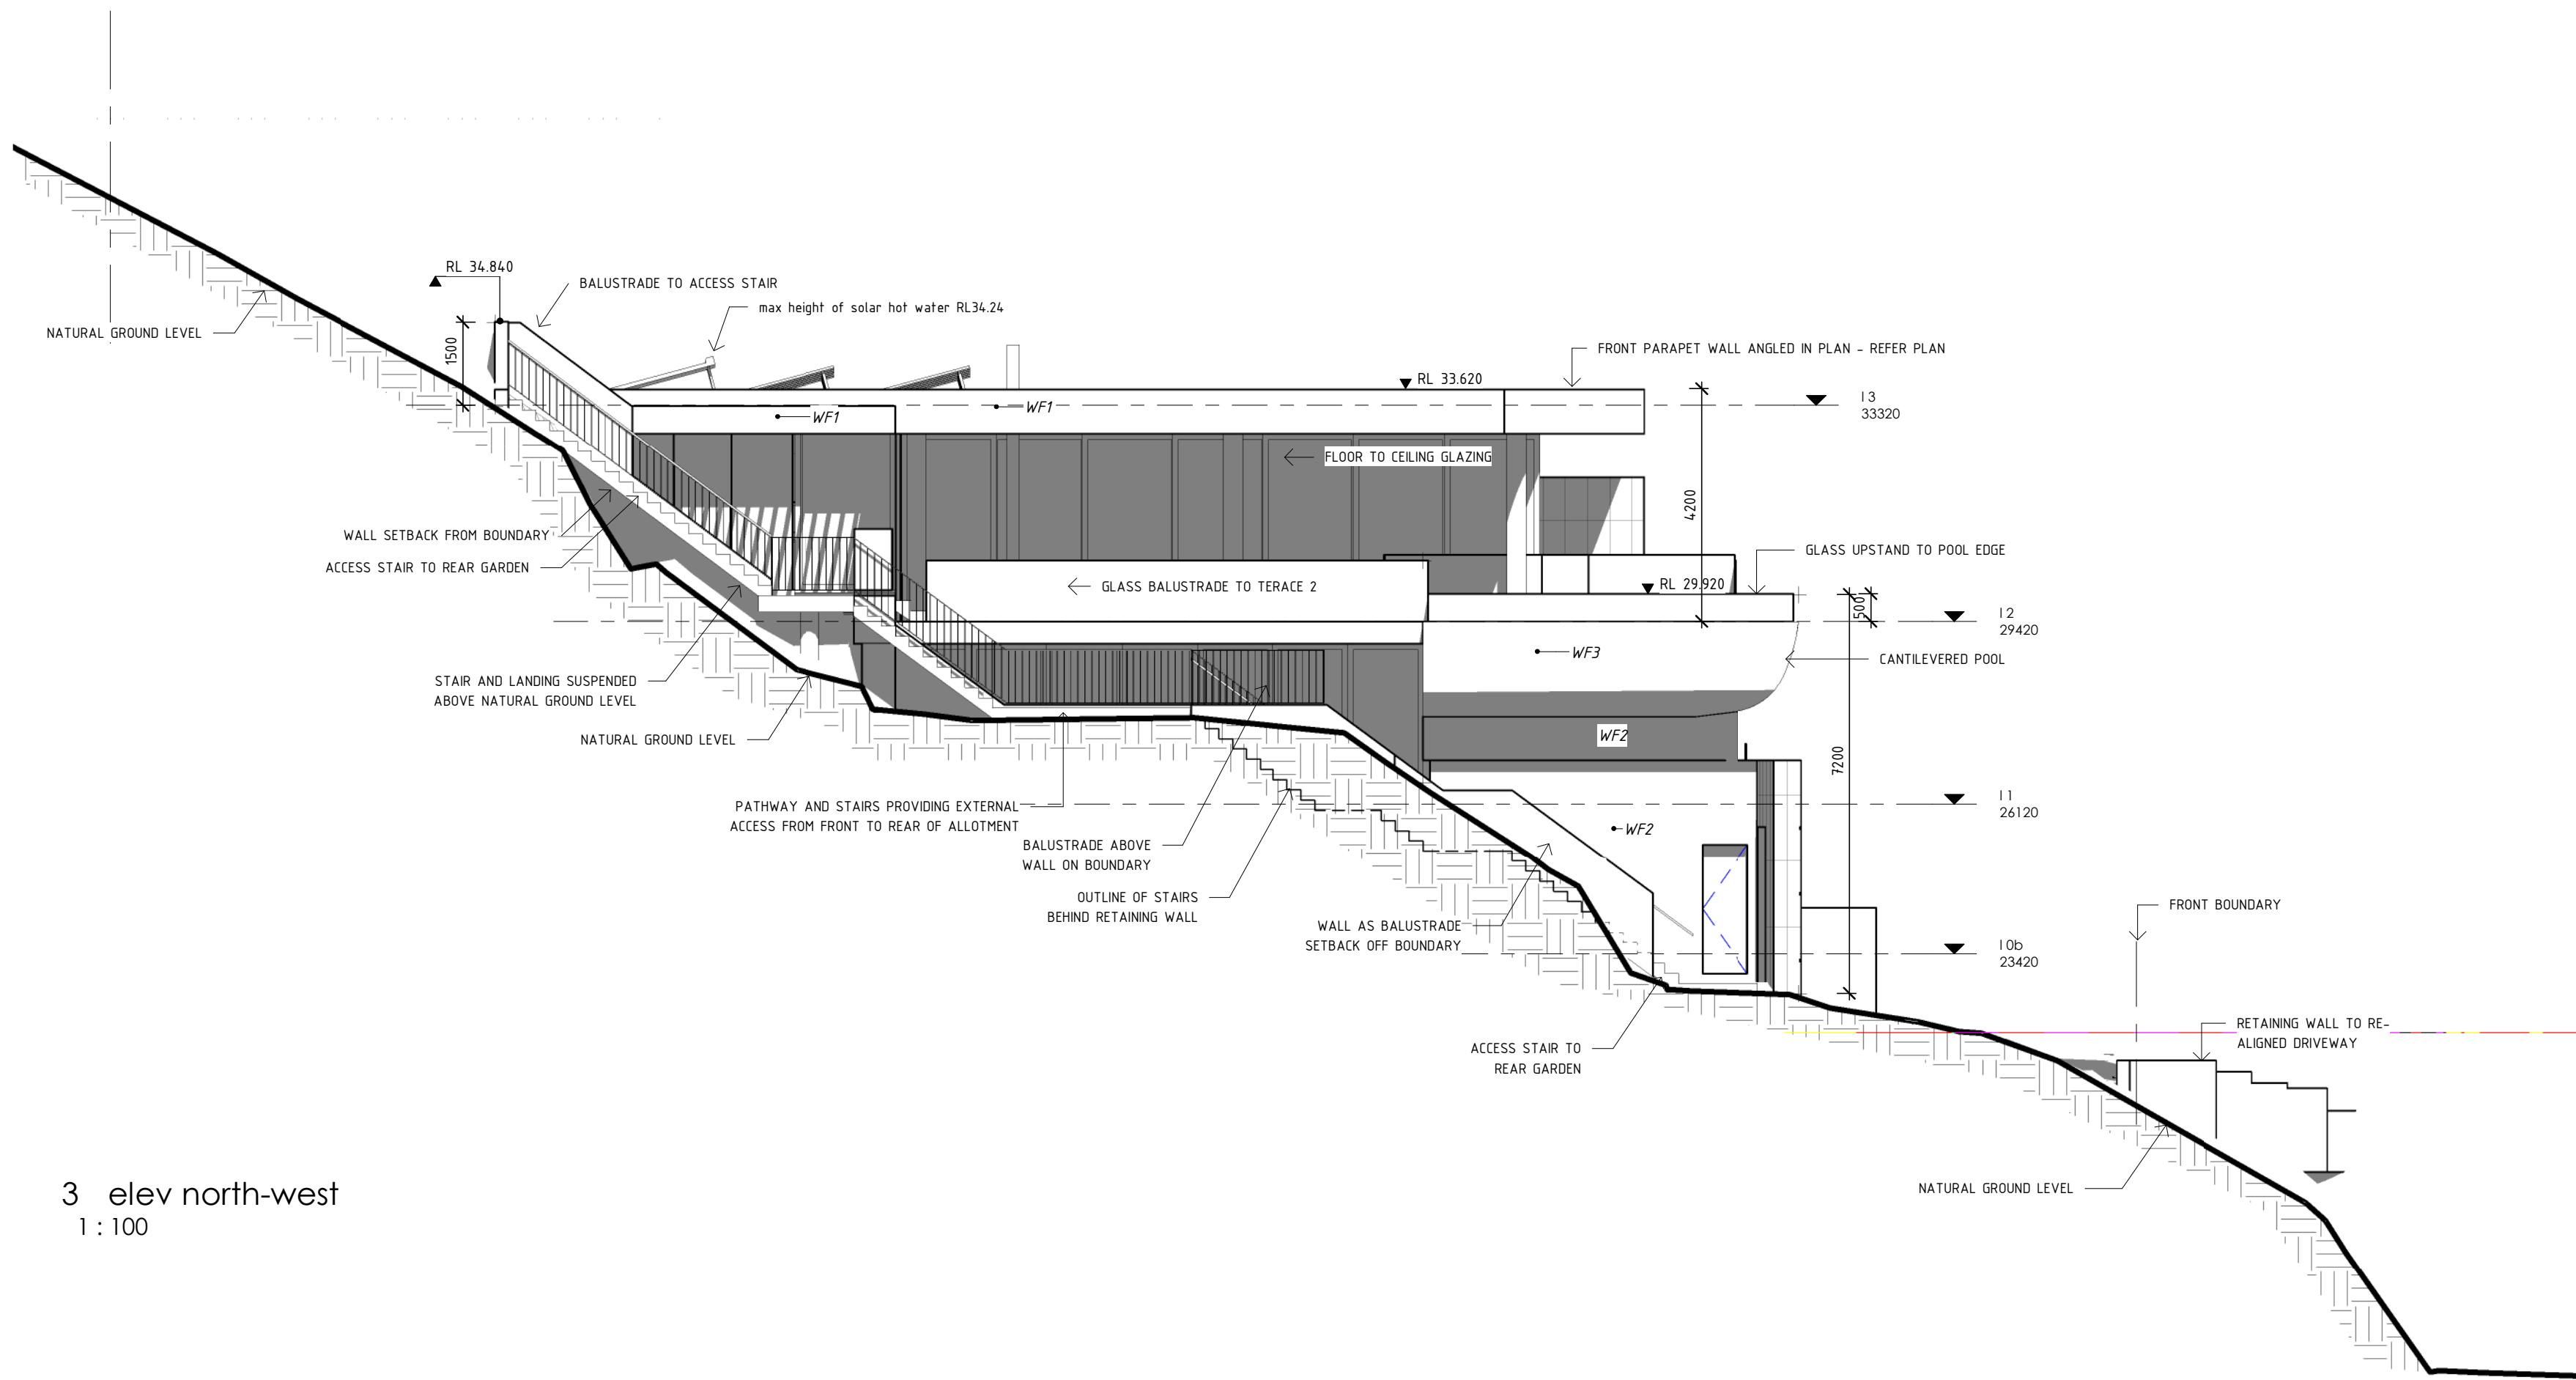 RL 34.840
BALUSTRADE TO ACCESS STAIR
max height of solar hot water RL34.24
NATURAL GROUND LEVEL
1500
FRONT PARAPET WALL ANGLED IN PLAN - REFER PLAN
RL 33.620
l 3
33320
WF1
WF1
FLOOR TO CEILING GLAZING
4200
WALL SETBACK FROM BOUNDARY
ACCESS STAIR TO REAR GARDEN
GLASS UPSTAND TO POOL EDGE
GLASS BALUSTRADE TO TERACE 2
RL 29.920
500
l 2
29420
WF3
CANTILEVERED POOL
STAIR AND LANDING SUSPENDED
ABOVE NATURAL GROUND LEVEL
NATURAL GROUND LEVEL
WF2
7200
PATHWAY AND STAIRS PROVIDING EXTERNAL
ACCESS FROM FRONT TO REAR OF ALLOTMENT
l 1
26120
WF2
BALUSTRADE ABOVE
WALL ON BOUNDARY
OUTLINE OF STAIRS
BEHIND RETAINING WALL
WALL AS BALUSTRADE
SETBACK OFF BOUNDARY
FRONT BOUNDARY
l 0b
23420
ACCESS STAIR TO
REAR GARDEN
RETAINING WALL TO RE-
ALIGNED DRIVEWAY
NATURAL GROUND LEVEL
3 elev north-west
1 : 100